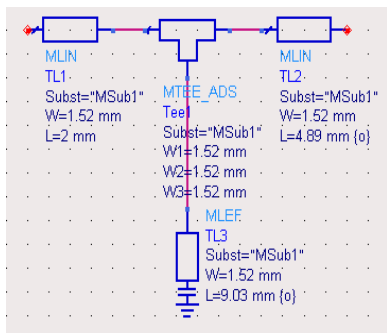 MLIN
TL1
Subst="MSub1"
W=1.52 mm
L=2 mm
MTEE_ADS
Tee1
Subst="MSub1"
W1=1.52 mm
W2=1.52 mm
W3=1.52 mm
MLIN
TL2
Subst="MSub1"
W=1.52 mm
L=4.89 mm {o}
MLEF
TL3
Subst="MSub1"
W=1.52 mm
L=9.03 mm {o}